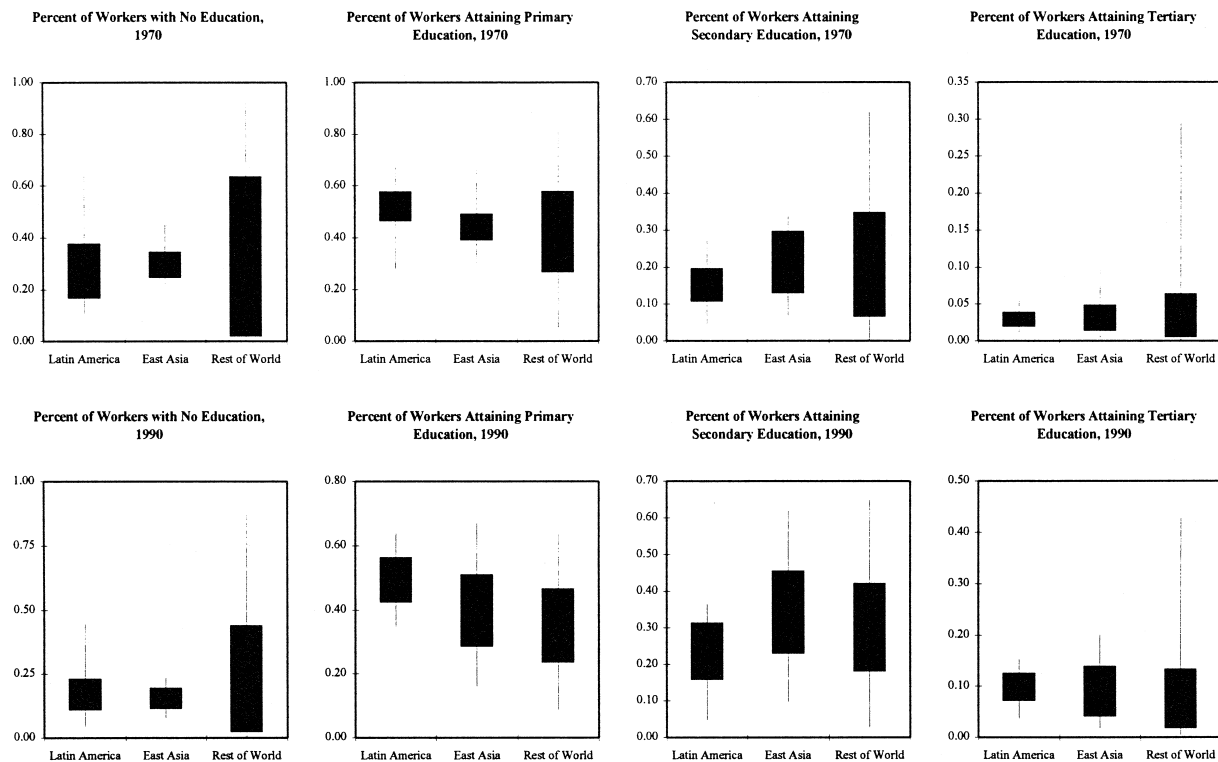 Percent of Workers with No Education,
1970
1.00
0.80
0.60
0.40
0.20
0.00
Latin America East Asia Rest of World
Percent of Workers Attaining Primary
Education, 1970
1.00
0.80
0.60
0.40
0.20
0.00
Latin America East Asia Rest of World
Percent of Workers Attaining
Secondary Education, 1970
0.70
0.60
0.50
0.40
0.30
0.20
0.10
0.00
Latin America East Asia Rest of World
Percent of Workers Attaining Tertiary
Education, 1970
0.35
0.30
0.25
0.20
0.15
0.10
0.05
0.00
Latin America East Asia Rest of World
Percent of Workers with No Education,
1990
1.00
0.75
0.50
0.25
0.00
Latin America East Asia Rest of World
Percent of Workers Attaining Primary
Education, 1990
0.80
0.60
0.40
0.20
0.00
Latin America East Asia Rest of World
Percent of Workers Attaining
Secondary Education, 1990
0.70
0.60
0.50
0.40
0.30
0.20
0.10
0.00
Latin America East Asia Rest of World
Percent of Workers Attaining Tertiary
Education, 1990
0.50
0.40
0.30
0.20
0.10
0.00
Latin America East Asia Rest of World